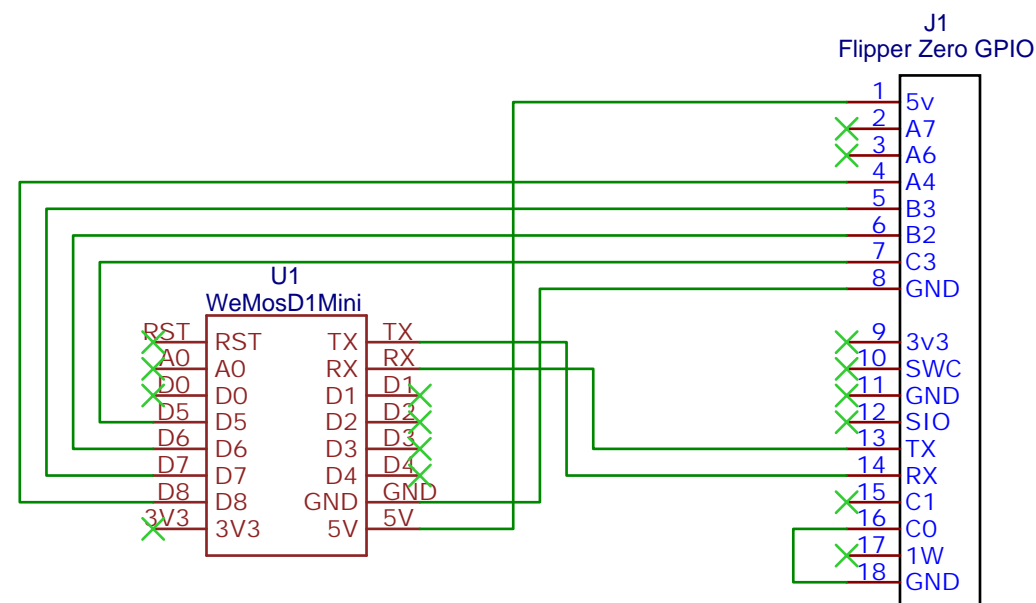 J1
Flipper Zero GPIO
1 5v
2 A7
3 A6
4 A4
5 B3
6 B2
7 C3
8 GND
9 3v3
10 SWC
11 GND
12 SIO
13 TX
14 RX
15 C1
16 C0
17 1W
18 GND
U1
WeMosD1Mini
RST RST TX TX
A0 A0 RX RX
D0 D0 D1 D1
D5 D5 D2 D2
D6 D6 D3 D3
D7 D7 D4 D4
D8 D8 GND GND
3V3 3V3 5V 5V